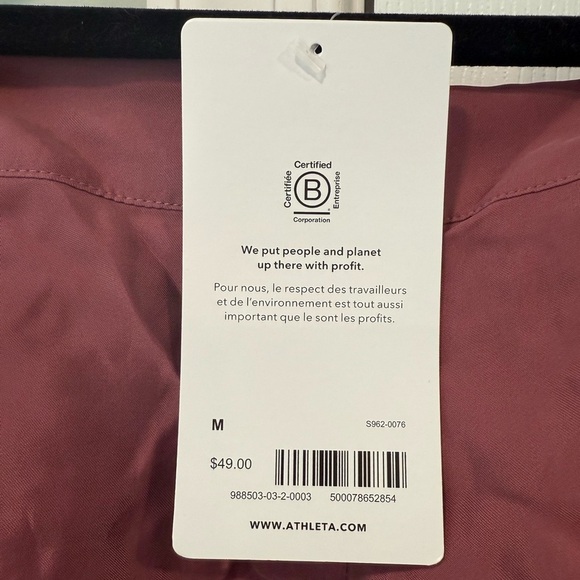 Certified
Certifiée
B
Entreprise
Corporation
We put people and planet
up there with profit.
Pour nous, le respect des travailleurs
et de l'environnement est tout aussi
important que le sont les profits.
M S962-0076
$49.00
988503-03-2-0003 500078652854
WWW.ATHLETA.COM